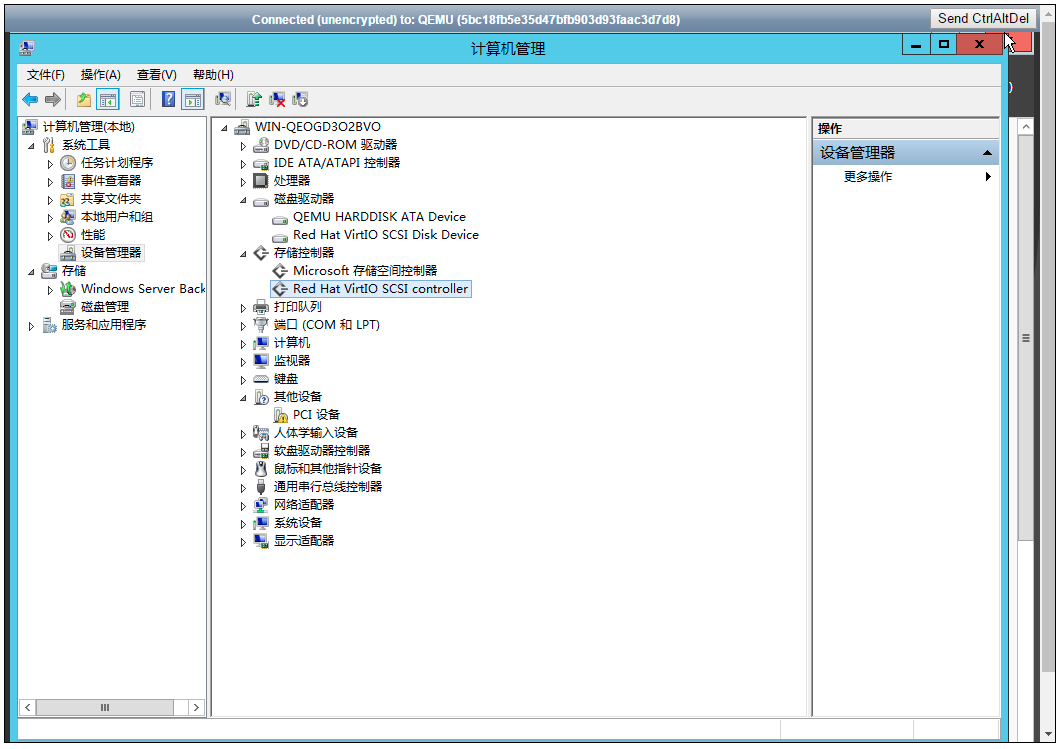 Connected (unencrypted) to: QEMU (5bc18fb5e35d47bfb903d93faac3d7d8)
Send CtrlAltDel
计算机管理
文件(F) 操作(A) 查看(V) 帮助(H)
计算机管理(本地)
系统工具
任务计划程序
事件查看器
共享文件夹
本地用户和组
性能
设备管理器
存储
Windows Server Back
磁盘管理
服务和应用程序
WIN-QEOGD3O2BVO
DVD/CD-ROM 驱动器
IDE ATA/ATAPI 控制器
处理器
磁盘驱动器
QEMU HARDDISK ATA Device
Red Hat VirtIO SCSI Disk Device
存储控制器
Microsoft 存储空间控制器
Red Hat VirtIO SCSI controller
打印队列
端口 (COM 和 LPT)
计算机
监视器
键盘
其他设备
PCI 设备
人体学输入设备
软盘驱动器控制器
鼠标和其他指针设备
通用串行总线控制器
网络适配器
系统设备
显示适配器
操作
设备管理器
更多操作